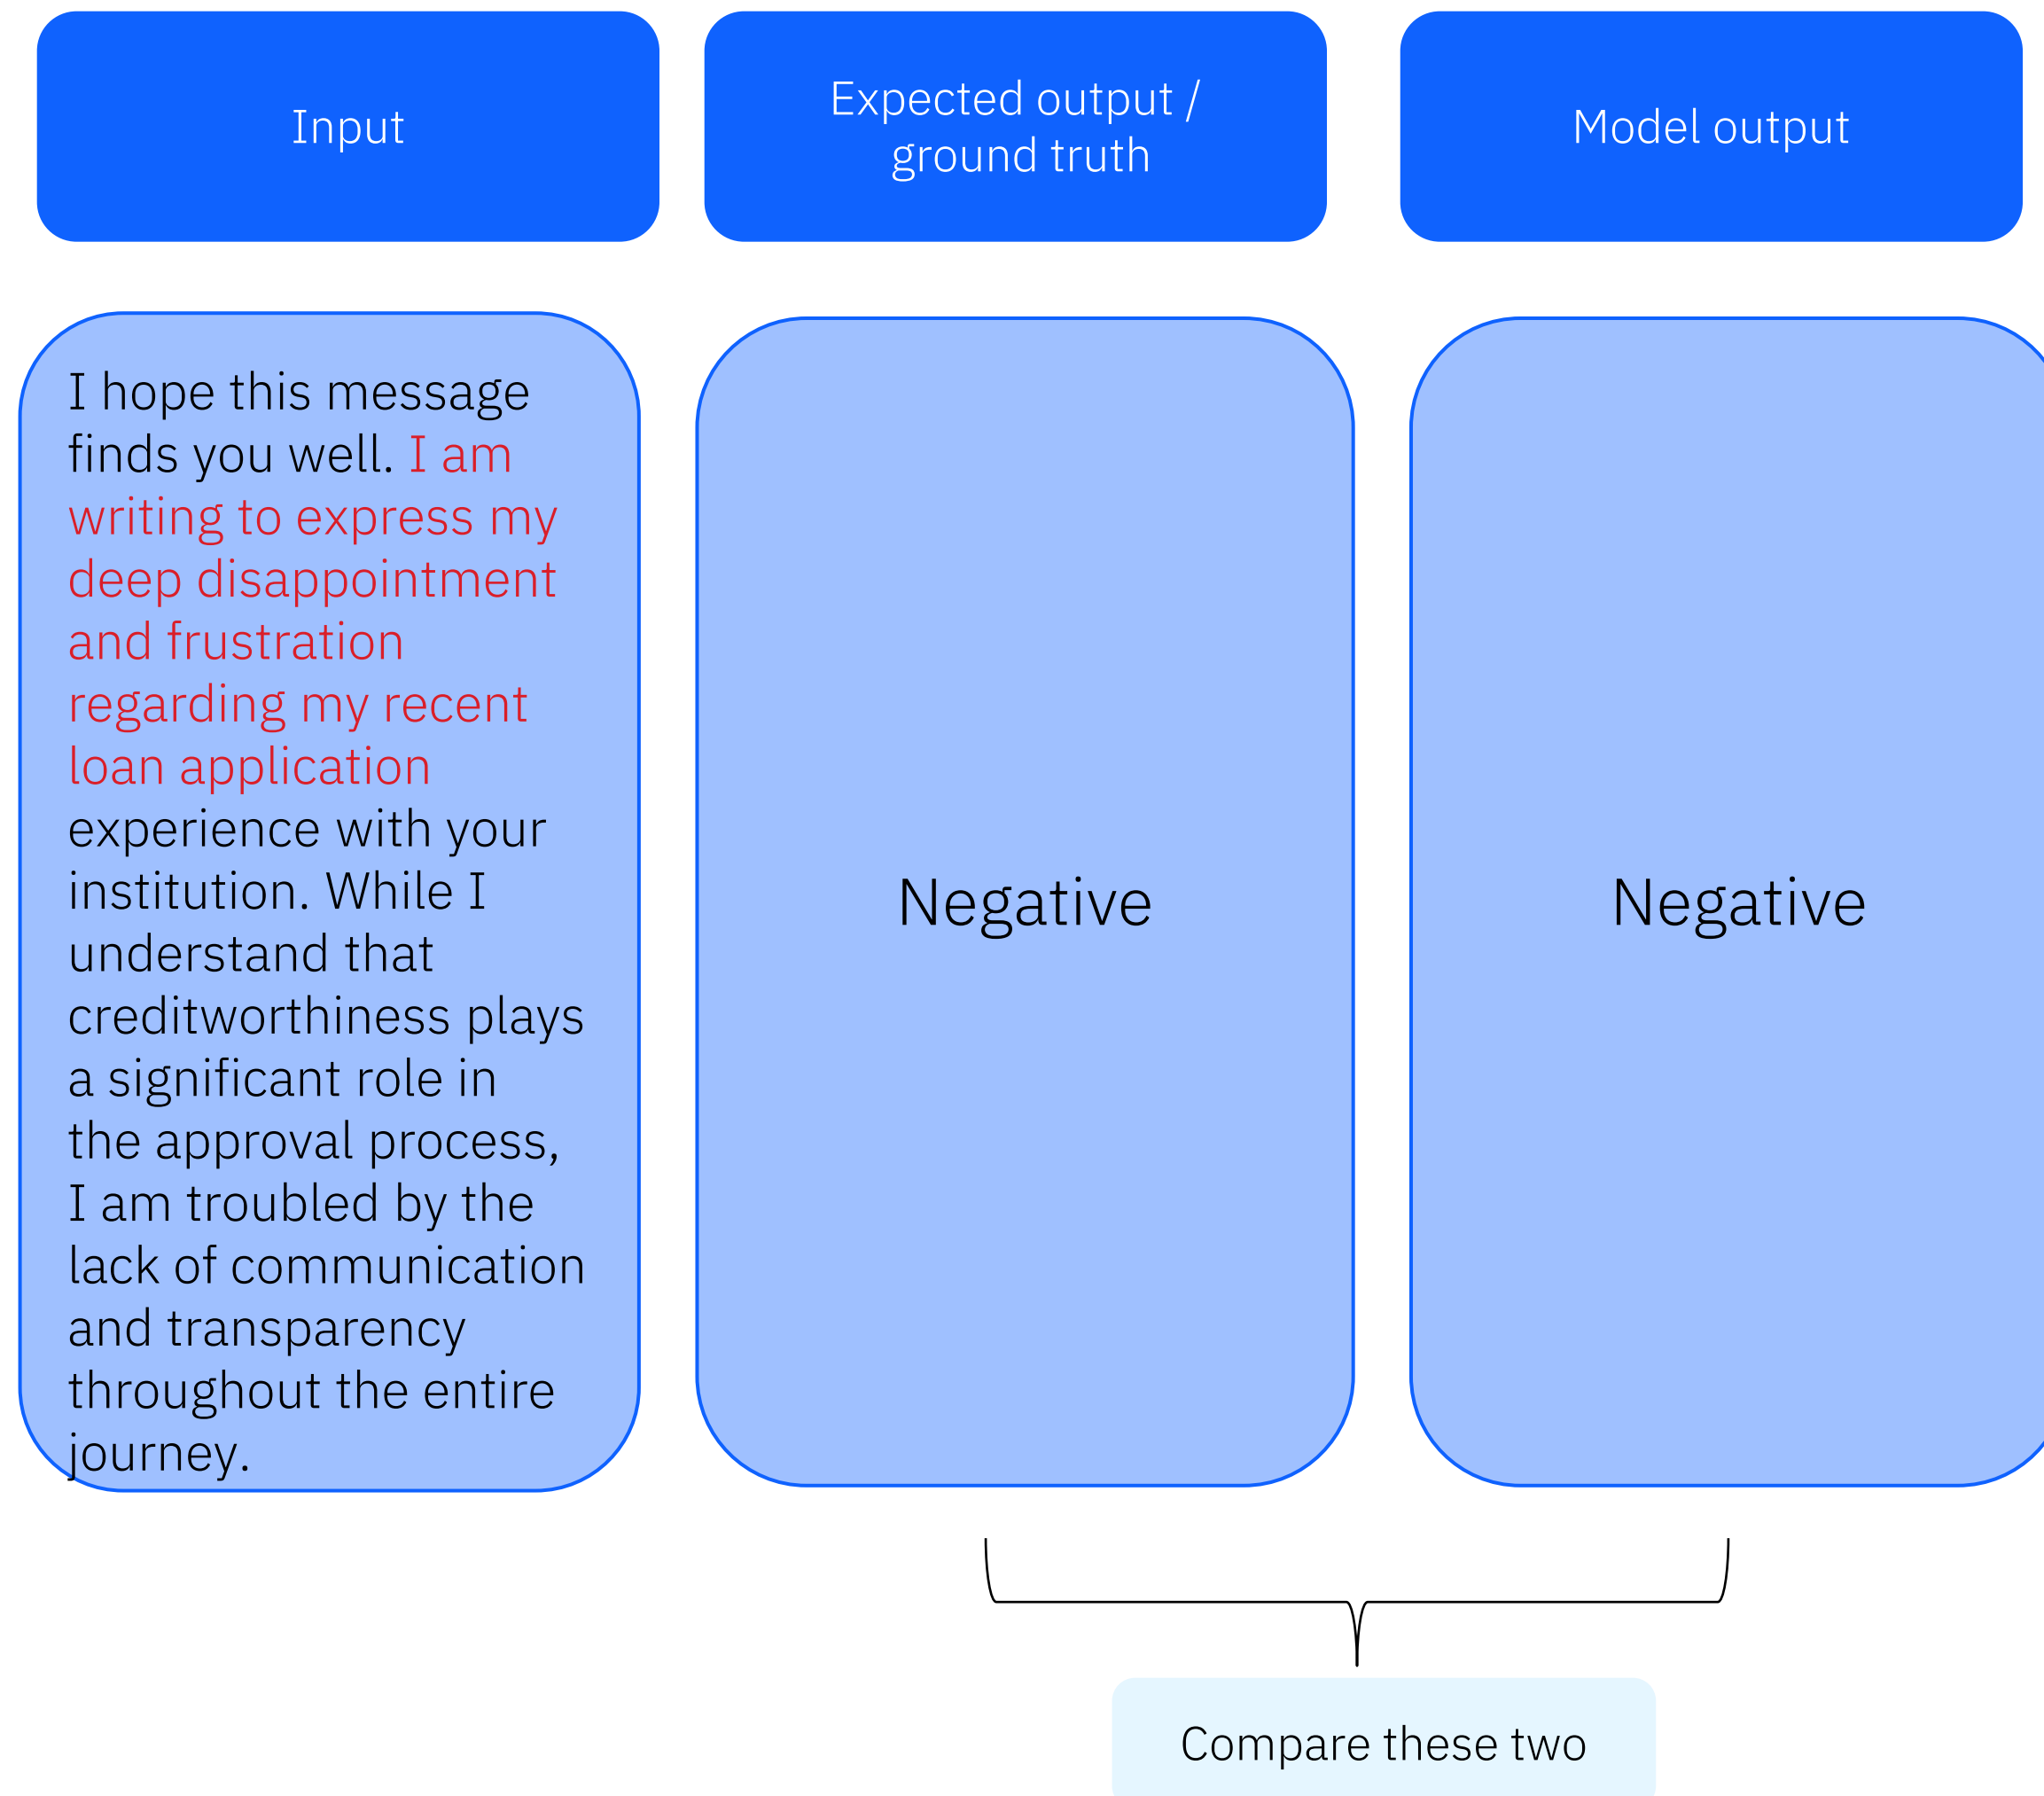 Input
Expected output /
ground truth
Model output
I hope this message
finds you well. I am
writing to express my
deep disappointment
and frustration
regarding my recent
loan application
experience with your
institution. While I
understand that
creditworthiness plays
a significant role in
the approval process,
I am troubled by the
lack of communication
and transparency
throughout the entire
journey.
Negative
Negative
Compare these two